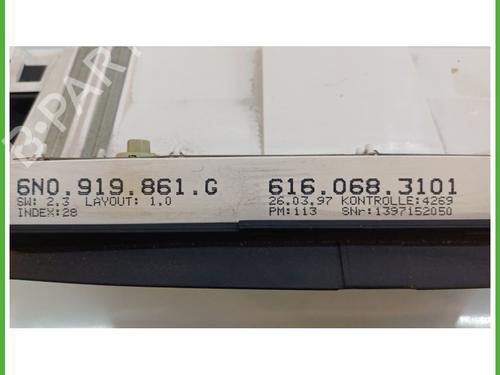 B-PARTS
6N0.919.861.G 616.068.3101
SW: 2.3 LAYOUT: 1.0 26.03.97 KONTROLLE:4269
INDEX:28 PM:113 SNr:1397152050